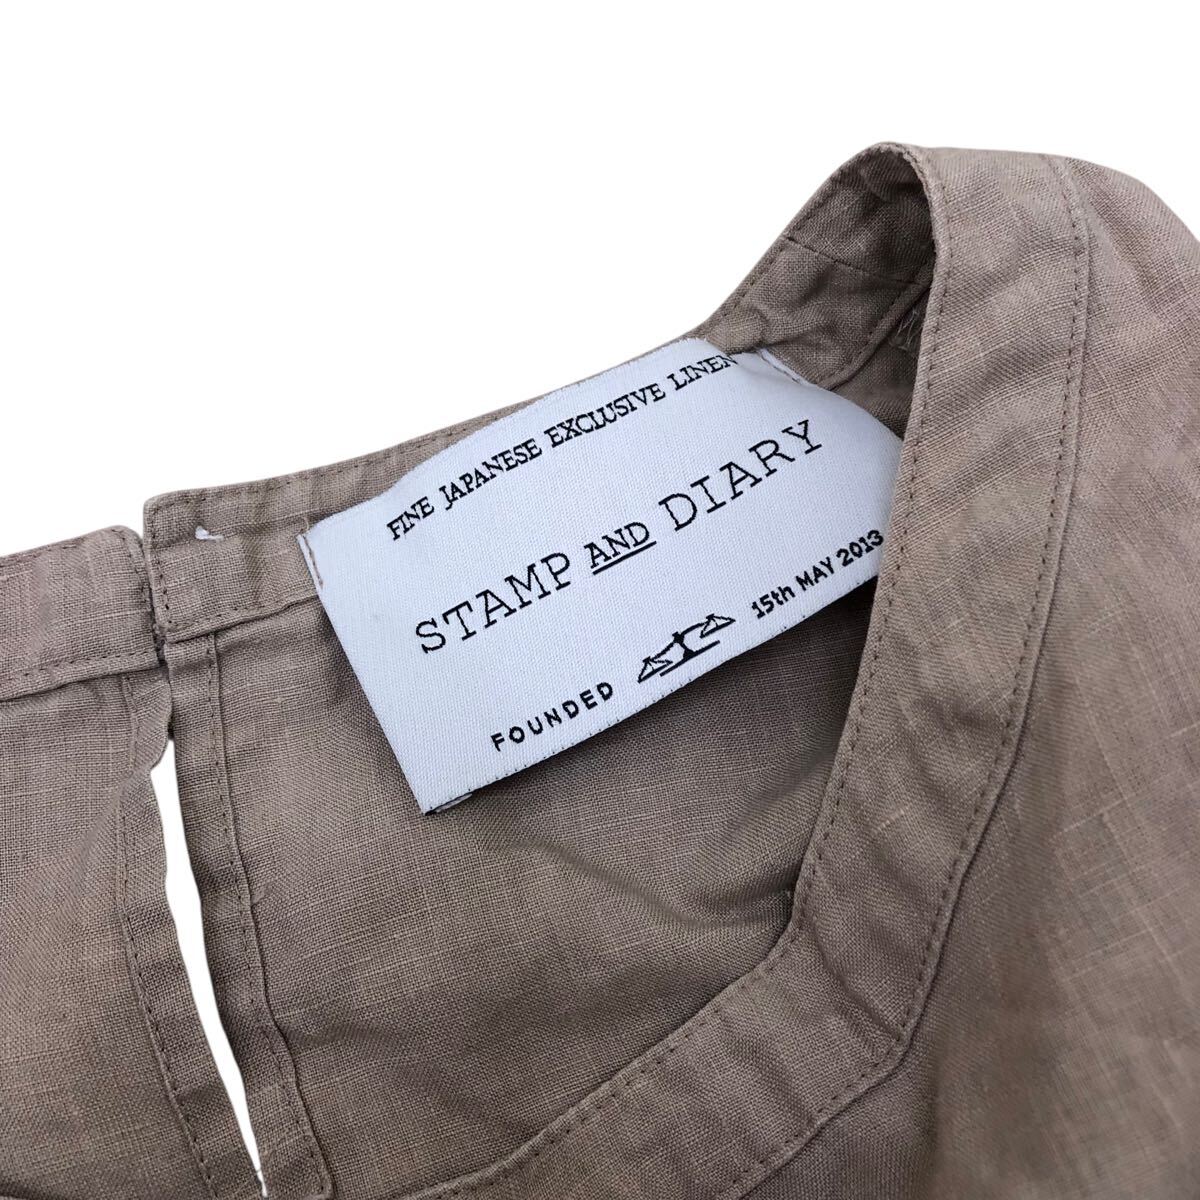 FINE JAPANESE EXCLUSIVE LINEN
STAMP AND DIARY
FOUNDED 15th MAY 2013